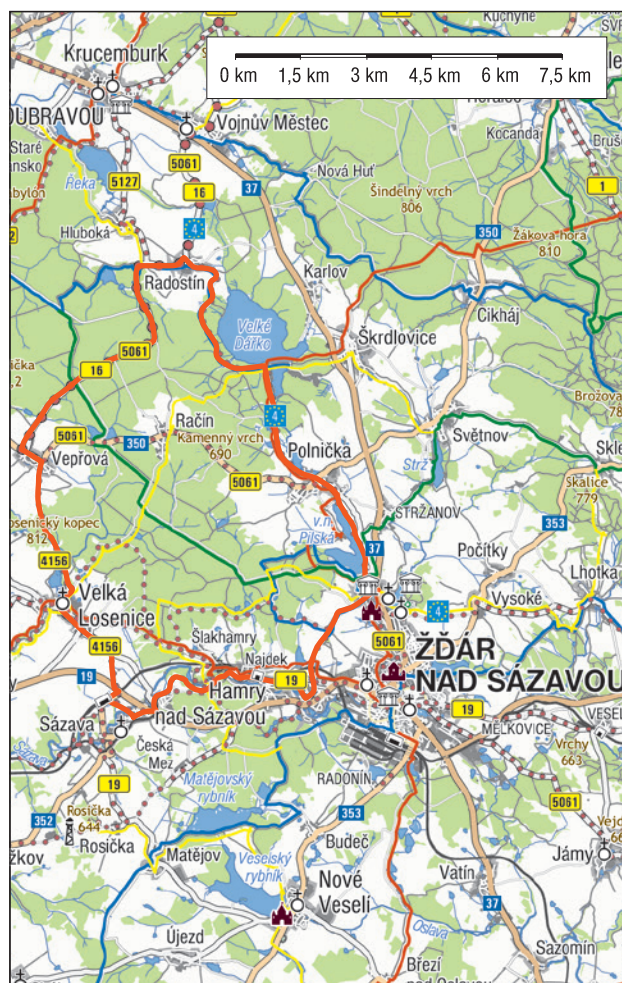 Kuchyně
Krucemburk
0 km 1,5 km 3 km 4,5 km 6 km 7,5 km
OUBRAVOU
Vojnův Městec
Kocanda
Staré
ansko
5061
5127
16
37
Nová Huť
Šindelný vrch
806
1
Řeka
Hluboká
4
350
Žákova hora
810
Radostín
Karlov
Velké
Dářko
Cikháj
Škrdlovice
5061
16
4
Račín
5061
350
Kamenný vrch
690
Polnička
Světnov
Vepřová
5061
Strž
Skalice
779
osenický kopec
812
v.n.
Pilská
STRŽANOV
353
37
4156
Počítky
Lhotka
Velká
Losenice
4
Vysoké
Šlakhamry
5061
4156
Najdek
ŽĎÁR
NAD SÁZAVOU
19
Hamry
nad Sázavou
19
Sázava
19
MĚLKOVICE
Česká
Mez
Vrchy
663
Sázava
RADONÍN
Matějovský
rybník
19
5061
352
Rosička
644
353
Rosička
Budeč
Jámy
Matějov
Veselský
rybník
Vatín
Nové
Veselí
37
Oslava
Újezd
Sazomín
Březí
nad Oslavou